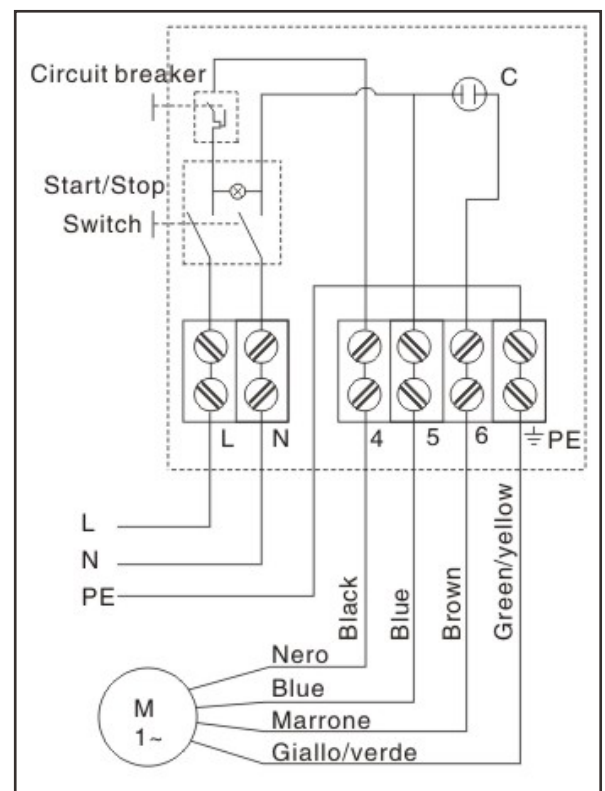 Circuit breaker
C
Start/Stop
Switch
L N 4 5 6 PE
L
N
PE
Black
Blue
Brown
Green/yellow
Nero
Blue
Marrone
Giallo/verde
M
1~